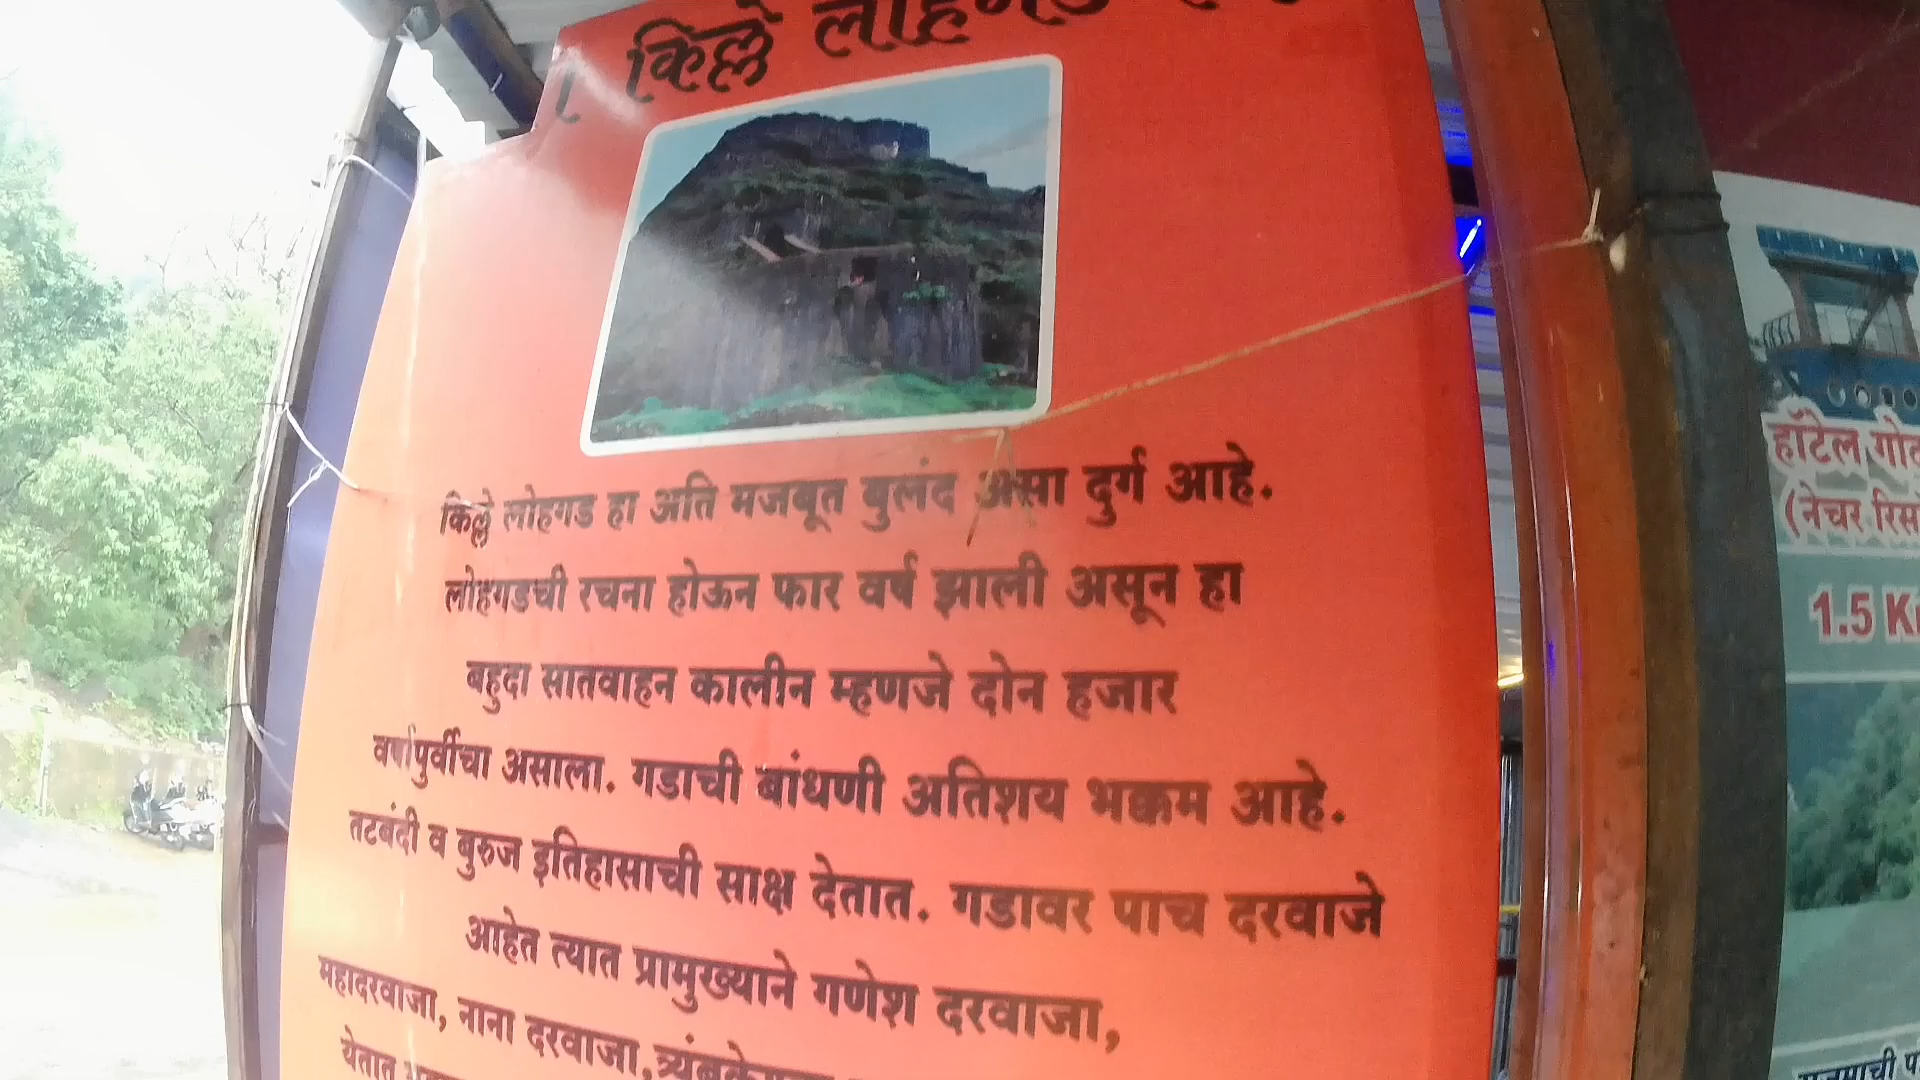 किल्ले लोहगड
किल्ले लोहगड हा अति मजबूत बुलंद असा दुर्ग आहे.
लोहगडची रचना होऊन फार वर्ष झाली असून हा
बहुदा सातवाहन कालीन म्हणजे दोन हजार
वर्षापुर्वीचा असाला. गडाची बांधणी अतिशय भक्कम आहे.
तटबंदी व बुरुज इतिहासाची साक्ष देतात. गडावर पाच दरवाजे
आहेत त्यात प्रामुख्याने गणेश दरवाजा,
महादरवाजा, नाना दरवाजा,
येतात
हॉटेल
(नेचर
1.5